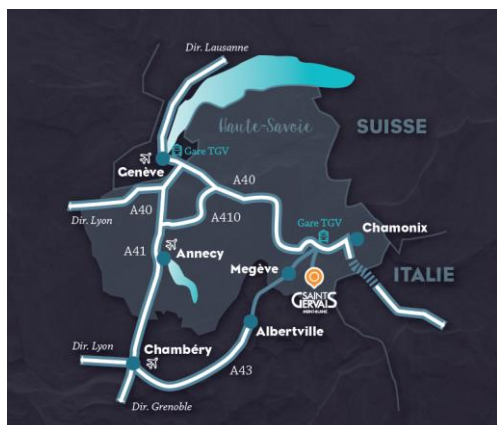 Dir. Lausanne
Haute-Savoie
SUISSE
Gare TGV
Genève
A40
Dir. Lyon
A40
A410
Gare TGV
Chamonix
A41
Annecy
Megève
ITALIE
SAINT
GERVAIS
MONT-BLANC
Albertville
Dir. Lyon
Chambéry
A43
Dir. Grenoble